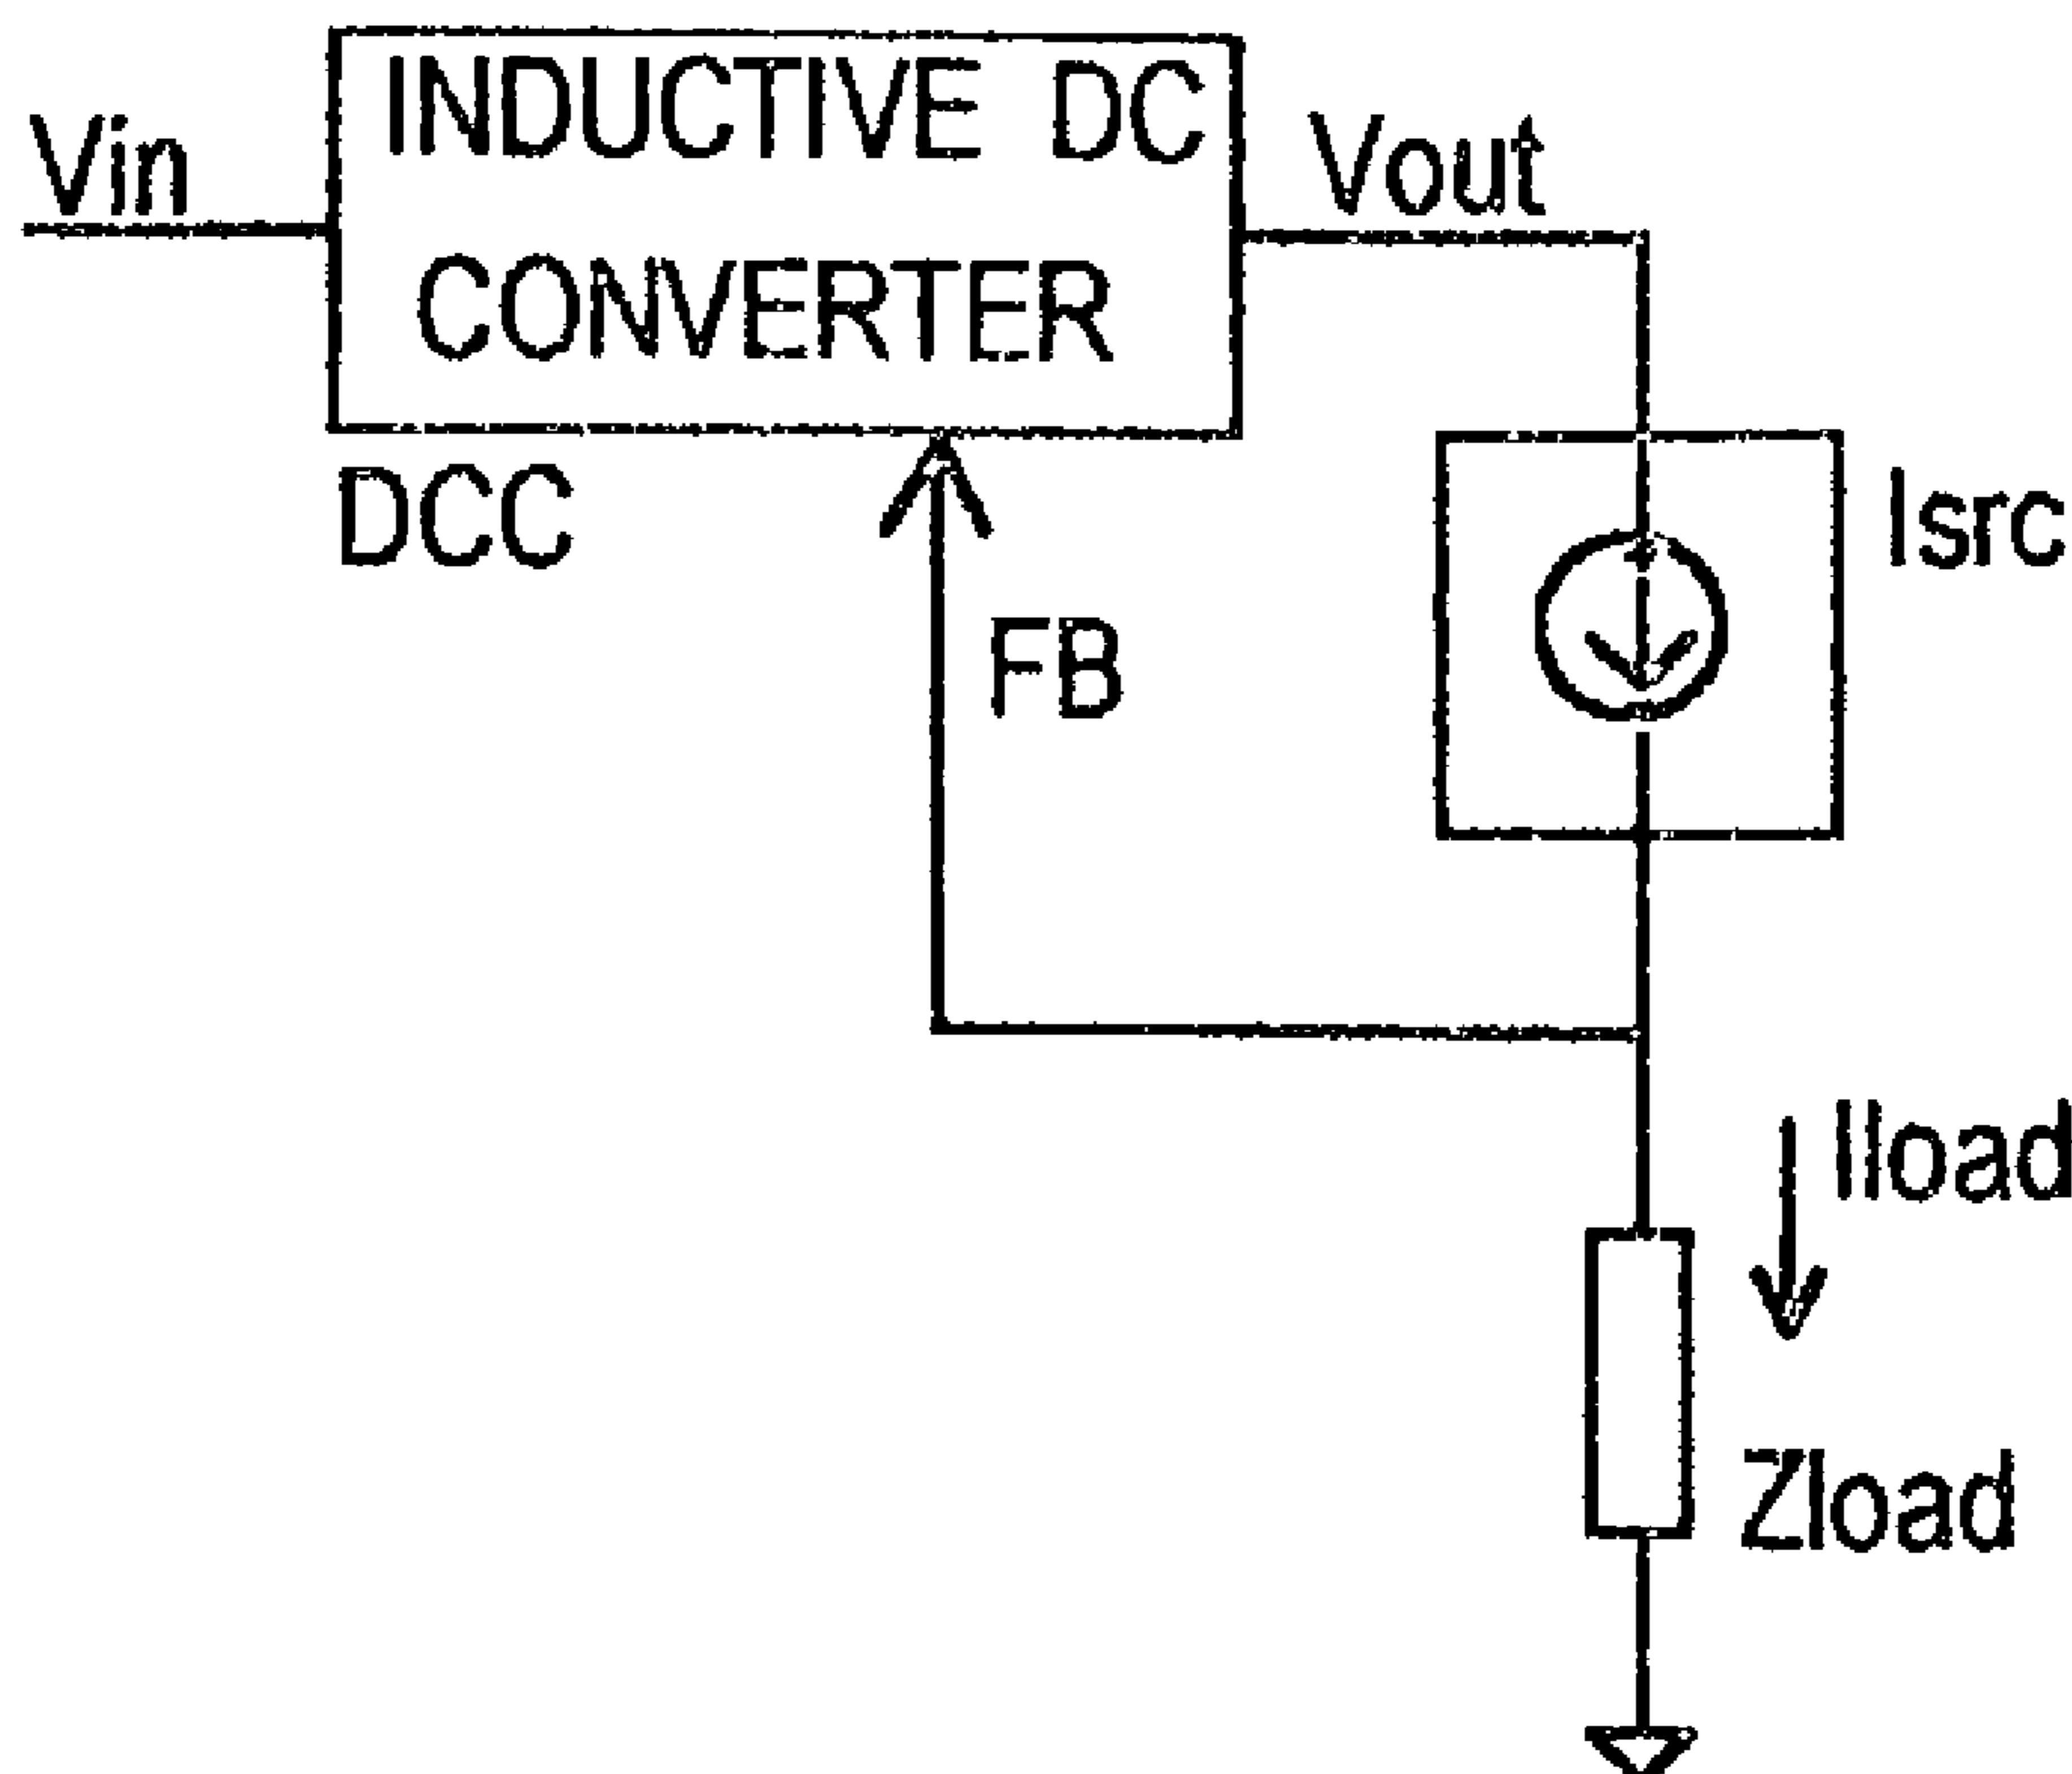 INDUCTIVE DC
CONVERTER
Vin
Vout
DCC
Isrc
FB
Iload
Zload